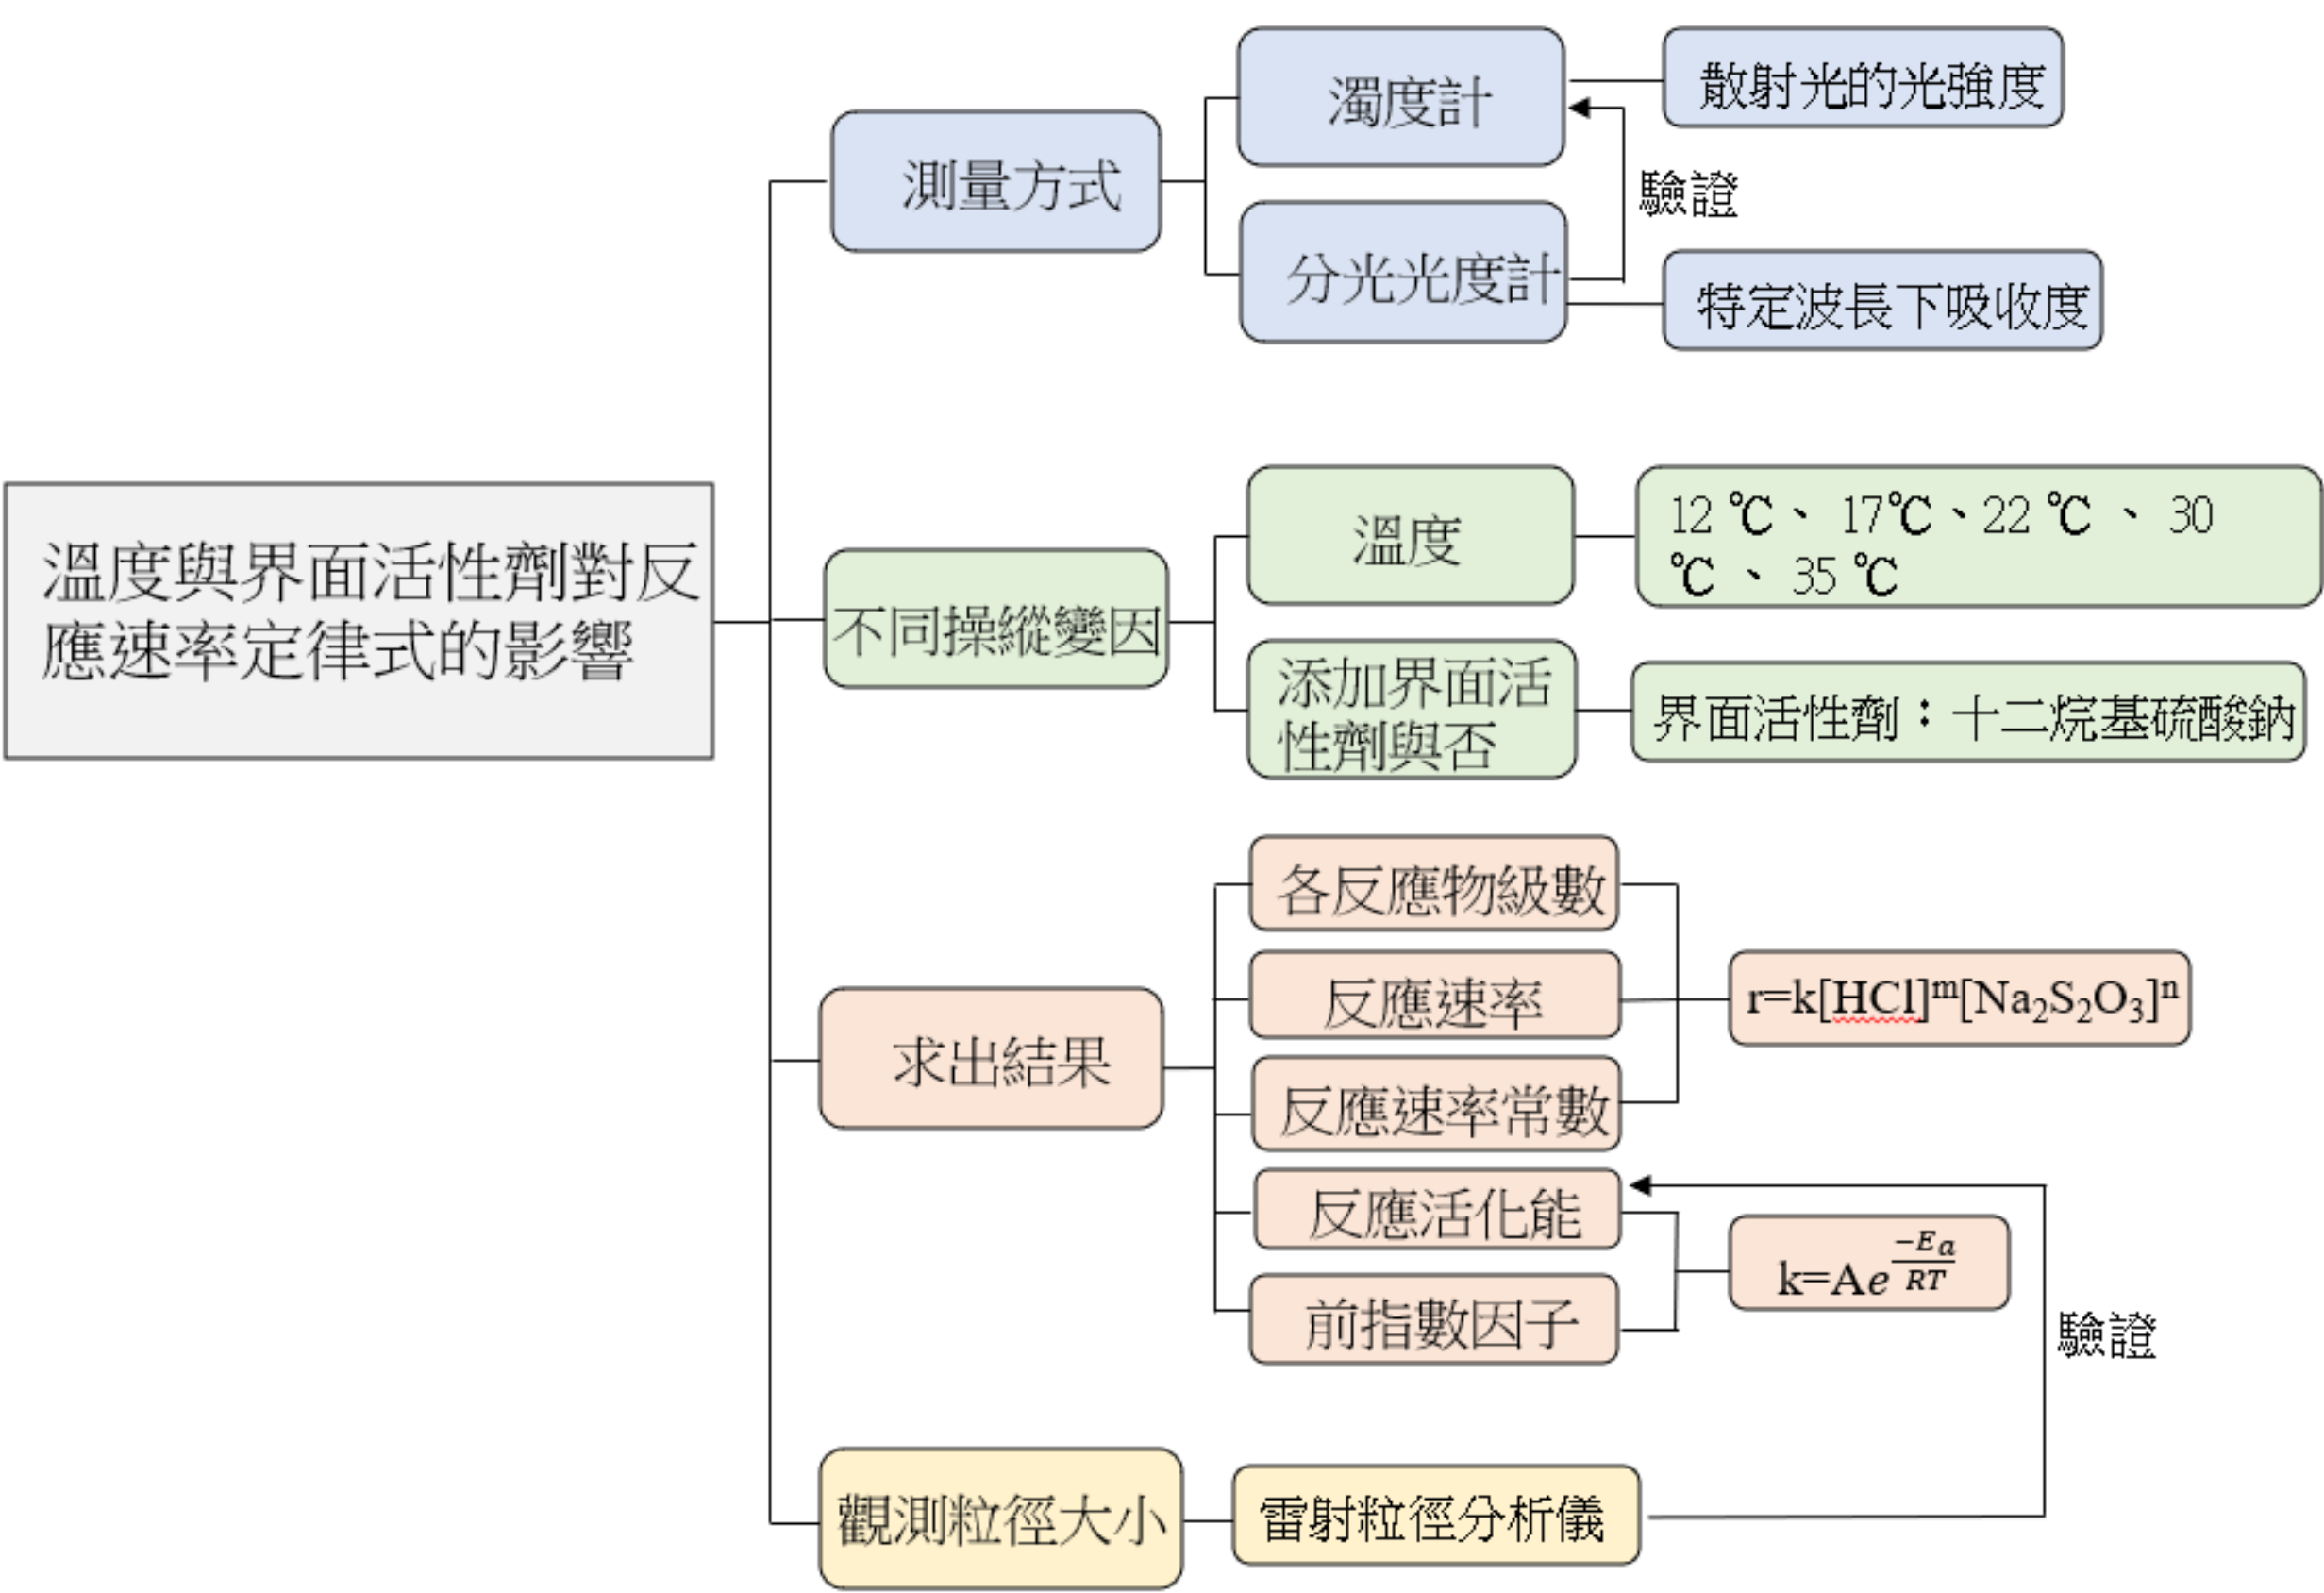 溫度與界面活性劑對反
應速率定律式的影響
測量方式
濁度計
散射光的光強度
驗證
分光光度計
特定波長下吸收度
不同操縱變因
溫度
12 ℃、 17℃、22 ℃ 、 30
℃ 、 35 ℃
添加界面活
性劑與否
界面活性劑：十二烷基硫酸鈉
求出結果
各反應物級數
反應速率
反應速率常數
r=k[HCl]ᵐ[Na₂S₂O₃]ⁿ
反應活化能
前指數因子
k=Ae^(−Eₐ/RT)
驗證
觀測粒徑大小
雷射粒徑分析儀